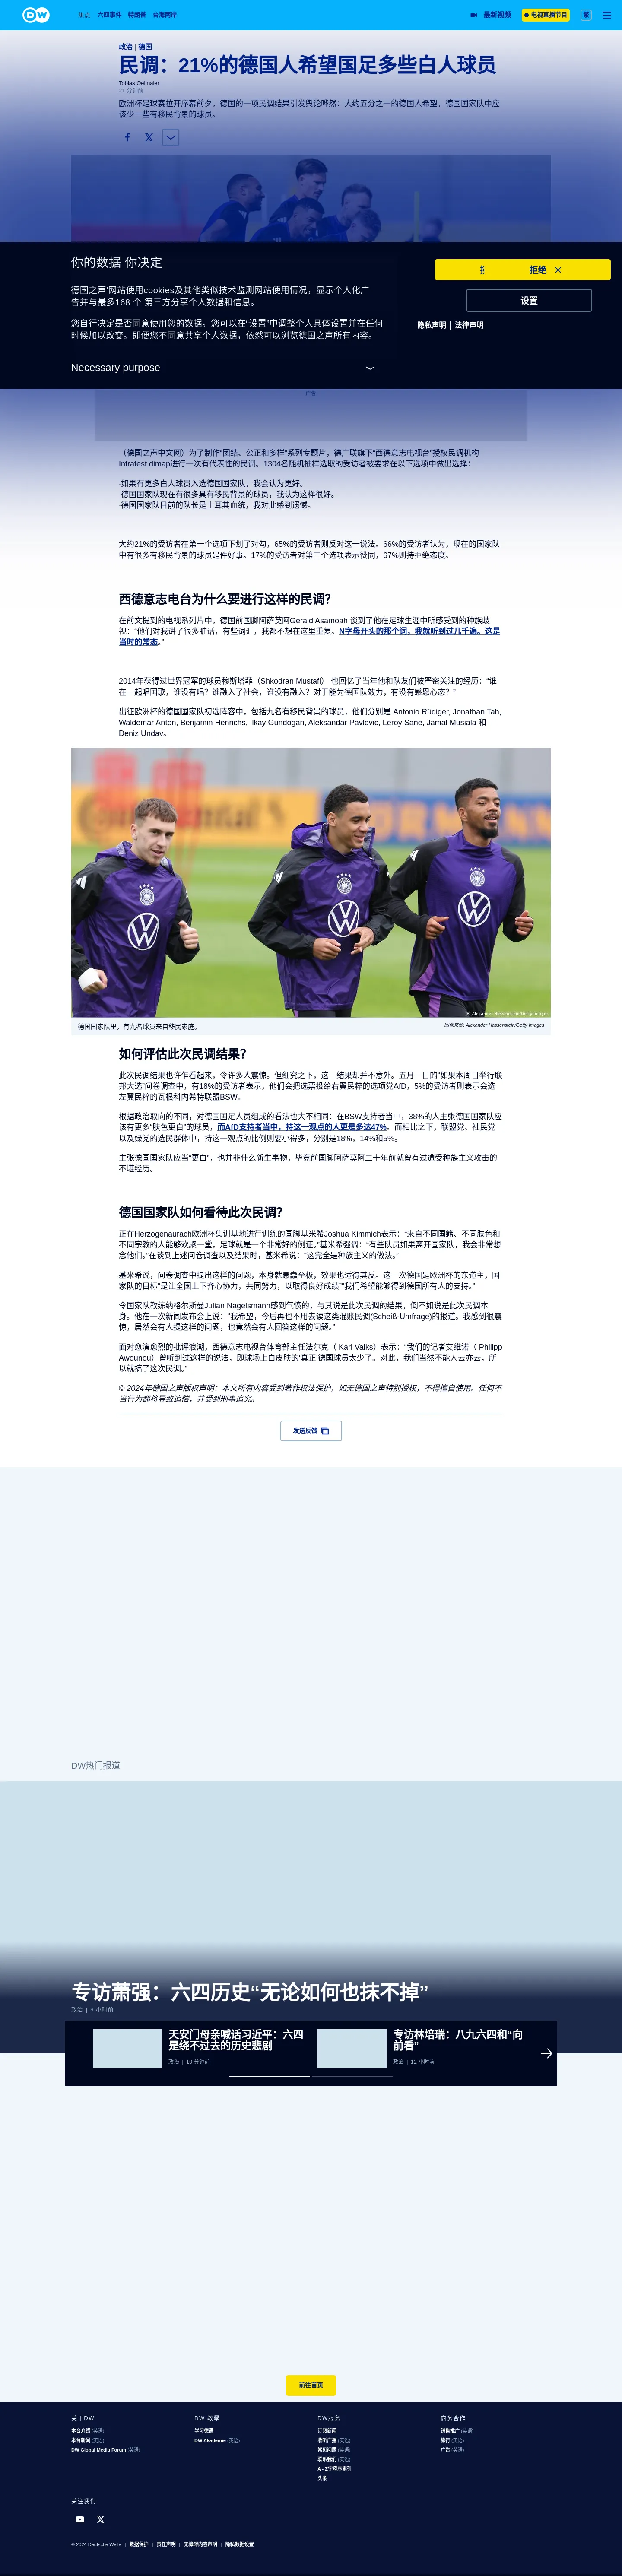 DW
焦点 六四事件 特朗普 台海两岸 最新视频 电视直播节目 繁
政治 | 德国
民调：21%的德国人希望国足多些白人球员
Tobias Oelmaier
21 分钟前
欧洲杯足球赛拉开序幕前夕，德国的一项民调结果引发舆论哗然：大约五分之一的德国人希望，德国国家队中应
该少一些有移民背景的球员。
你的数据 你决定
拒绝
德国之声'网站使用cookies及其他类似技术监测网站使用情况，显示个人化广
告并与最多168 个;第三方分享个人数据和信息。
设置
您自行决定是否同意使用您的数据。您可以在“设置”中调整个人具体设置并在任何
时候加以改变。即便您不同意共享个人数据，依然可以浏览德国之声所有内容。
隐私声明 | 法律声明
Necessary purpose
广告
（德国之声中文网）为了制作“团结、公正和多样”系列专题片，德广联旗下“西德意志电视台”授权民调机构
Infratest dimap进行一次有代表性的民调。1304名随机抽样选取的受访者被要求在以下选项中做出选择：
·如果有更多白人球员入选德国国家队，我会认为更好。
·德国国家队现在有很多具有移民背景的球员，我认为这样很好。
·德国国家队目前的队长是土耳其血统，我对此感到遗憾。
大约21%的受访者在第一个选项下划了对勾，65%的受访者则反对这一说法。66%的受访者认为，现在的国家队
中有很多有移民背景的球员是件好事。17%的受访者对第三个选项表示赞同，67%则持拒绝态度。
西德意志电台为什么要进行这样的民调？
在前文提到的电视系列片中，德国前国脚阿萨莫阿Gerald Asamoah 谈到了他在足球生涯中所感受到的种族歧
视：“他们对我讲了很多脏话，有些词汇，我都不想在这里重复。N字母开头的那个词，我就听到过几千遍。这是
当时的常态。”
2014年获得过世界冠军的球员穆斯塔菲（Shkodran Mustafi） 也回忆了当年他和队友们被严密关注的经历：“谁
在一起唱国歌，谁没有唱？谁融入了社会，谁没有融入？对于能为德国队效力，有没有感恩心态？”
出征欧洲杯的德国国家队初选阵容中，包括九名有移民背景的球员，他们分别是 Antonio Rüdiger, Jonathan Tah,
Waldemar Anton, Benjamin Henrichs, Ilkay Gündogan, Aleksandar Pavlovic, Leroy Sane, Jamal Musiala 和
Deniz Undav。
© Alexander Hassenstein/Getty Images
德国国家队里，有九名球员来自移民家庭。
图像来源: Alexander Hassenstein/Getty Images
如何评估此次民调结果？
此次民调结果也许乍看起来，令许多人震惊。但细究之下，这一结果却并不意外。五月一日的“如果本周日举行联
邦大选”问卷调查中，有18%的受访者表示，他们会把选票投给右翼民粹的选项党AfD，5%的受访者则表示会选
左翼民粹的瓦根科内希特联盟BSW。
根据政治取向的不同，对德国国足人员组成的看法也大不相同：在BSW支持者当中，38%的人主张德国国家队应
该有更多“肤色更白”的球员，而AfD支持者当中，持这一观点的人更是多达47%。而相比之下，联盟党、社民党
以及绿党的选民群体中，持这一观点的比例则要小得多，分别是18%，14%和5%。
主张德国国家队应当“更白”，也并非什么新生事物，毕竟前国脚阿萨莫阿二十年前就曾有过遭受种族主义攻击的
不堪经历。
德国国家队如何看待此次民调？
正在Herzogenaurach欧洲杯集训基地进行训练的国脚基米希Joshua Kimmich表示：“来自不同国籍、不同肤色和
不同宗教的人能够欢聚一堂，足球就是一个非常好的例证。”基米希强调：“有些队员如果离开国家队，我会非常想
念他们。”在谈到上述问卷调查以及结果时，基米希说：“这完全是种族主义的做法。”
基米希说，问卷调查中提出这样的问题，本身就愚蠢至极，效果也适得其反。这一次德国是欧洲杯的东道主，国
家队的目标“是让全国上下齐心协力，共同努力，以取得良好成绩”“我们希望能够得到德国所有人的支持。”
令国家队教练纳格尔斯曼Julian Nagelsmann感到气愤的，与其说是此次民调的结果，倒不如说是此次民调本
身。他在一次新闻发布会上说：“我希望，今后再也不用去读这类混账民调(Scheiß-Umfrage)的报道。我感到很震
惊，居然会有人提这样的问题，也竟然会有人回答这样的问题。”
面对愈演愈烈的批评浪潮，西德意志电视台体育部主任法尔克（ Karl Valks）表示：“我们的记者艾维诺（ Philipp
Awounou）曾听到过这样的说法，即球场上白皮肤的‘真正’德国球员太少了。对此，我们当然不能人云亦云，所
以就搞了这次民调。”
© 2024年德国之声版权声明：本文所有内容受到著作权法保护，如无德国之声特别授权，不得擅自使用。任何不
当行为都将导致追偿，并受到刑事追究。
发送反馈
DW热门报道
专访萧强：六四历史“无论如何也抹不掉”
政治 | 9 小时前
天安门母亲喊话习近平：六四
是绕不过去的历史悲剧
政治 | 10 分钟前
专访林培瑞：八九六四和“向
前看”
政治 | 12 小时前
前往首页
关于DW
本台介绍 (英语)
本台新闻 (英语)
DW Global Media Forum (英语)
DW 教學
学习德语
DW Akademie (英语)
DW服务
订阅新闻
收听广播 (英语)
常见问题 (英语)
联系我们 (英语)
A - Z字母序索引
头条
商务合作
销售推广 (英语)
旅行 (英语)
广告 (英语)
关注我们
© 2024 Deutsche Welle | 数据保护 | 责任声明 | 无障碍内容声明 | 隐私数据设置